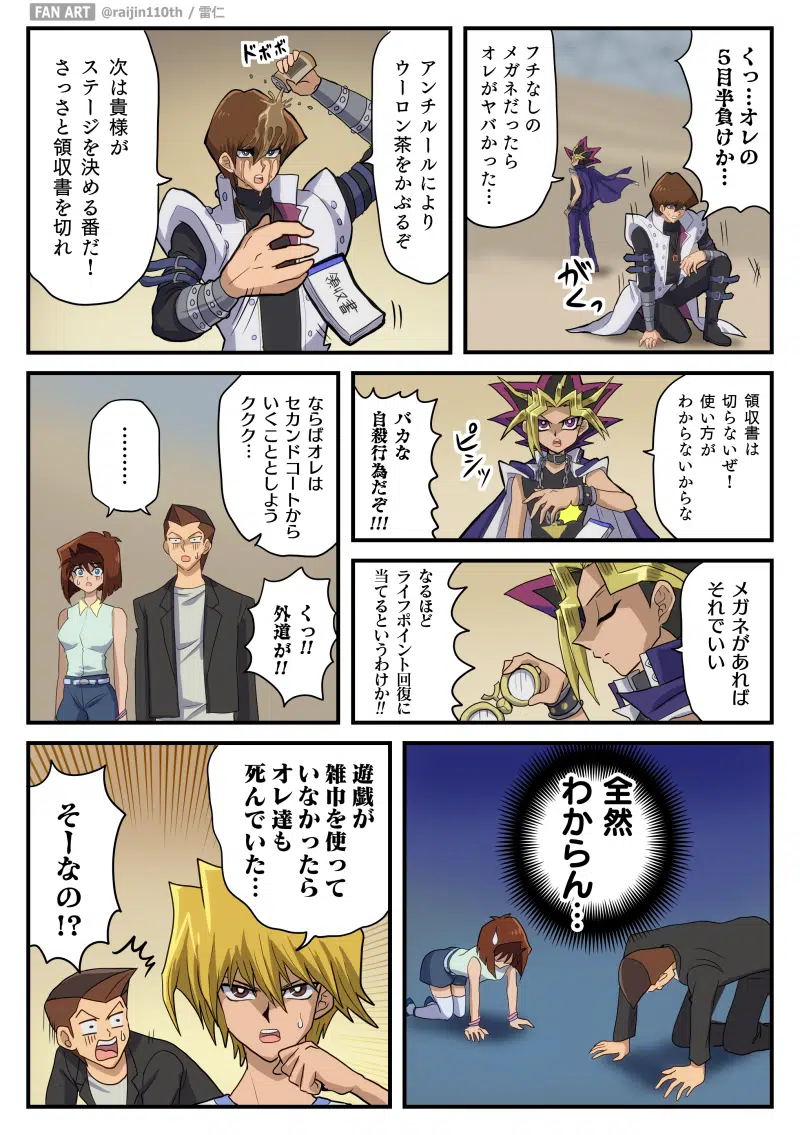 FAN ART @raijin110th / 雷仁
くっ…オレの
5目半負けか…
フチなしの
メガネだったら
オレがヤバかった…
がくっ
ドボボ
アンチルールにより
ウーロン茶をかぶるぞ
領収書
次は貴様が
ステージを決める番だ!
さっさと領収書を切れ
領収書は
切らないぜ!
使い方が
わからないからな
ピシッ
バカな
自殺行為だぞ!!!
メガネがあれば
それでいい
なるほど
ライフポイント回復に
当てるというわけか!!
ならばオレは
セカンドコートから
いくこととしよう
ククク…
くっ!!
外道が!!
………
全然
わからん…
遊戯が
雑巾を使って
いなかったら
オレ達も
死んでいた…
そーなの!?